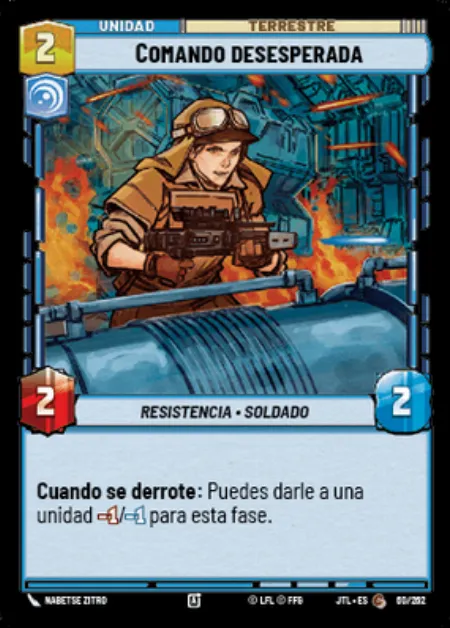 UNIDAD
TERRESTRE
2
COMANDO DESESPERADA
2
RESISTENCIA • SOLDADO
2
Cuando se derrote: Puedes darle a una
unidad -1/-1 para esta fase.
NABETSE ZITRO
A
© LFL © FFG
JTL • ES
60/262